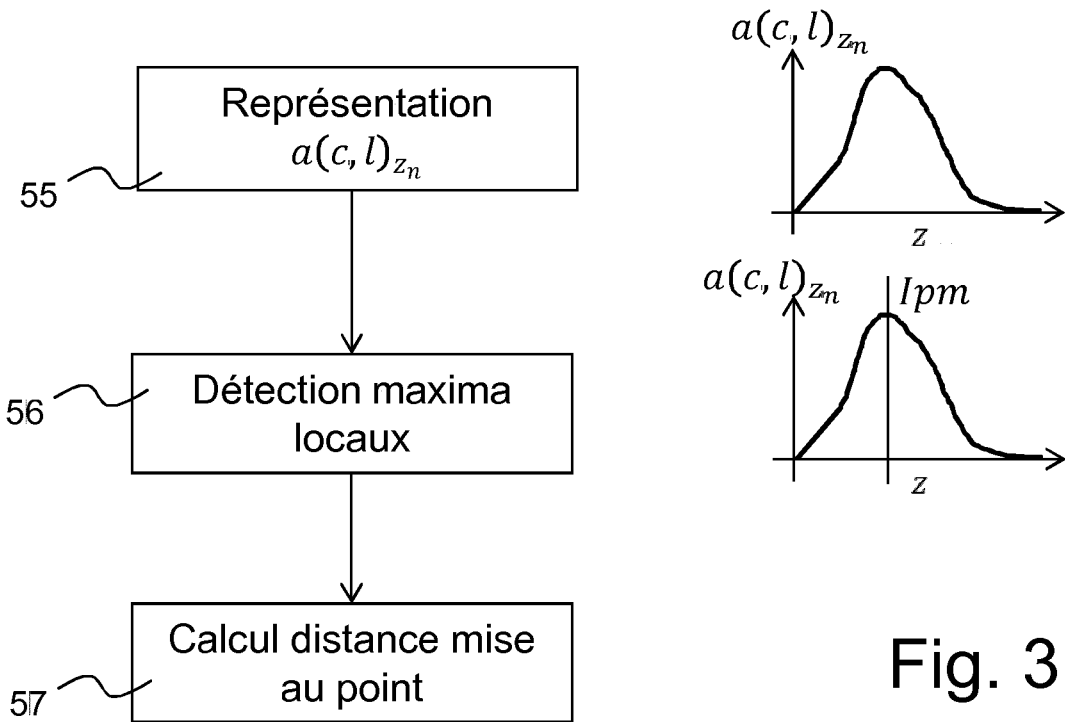 Représentation
a(c, l)zₙ
55
Détection maxima
locaux
56
Calcul distance mise
au point
57
a(c, l)zₙ
z
a(c, l)zₙ
Ipm
z
Fig. 3